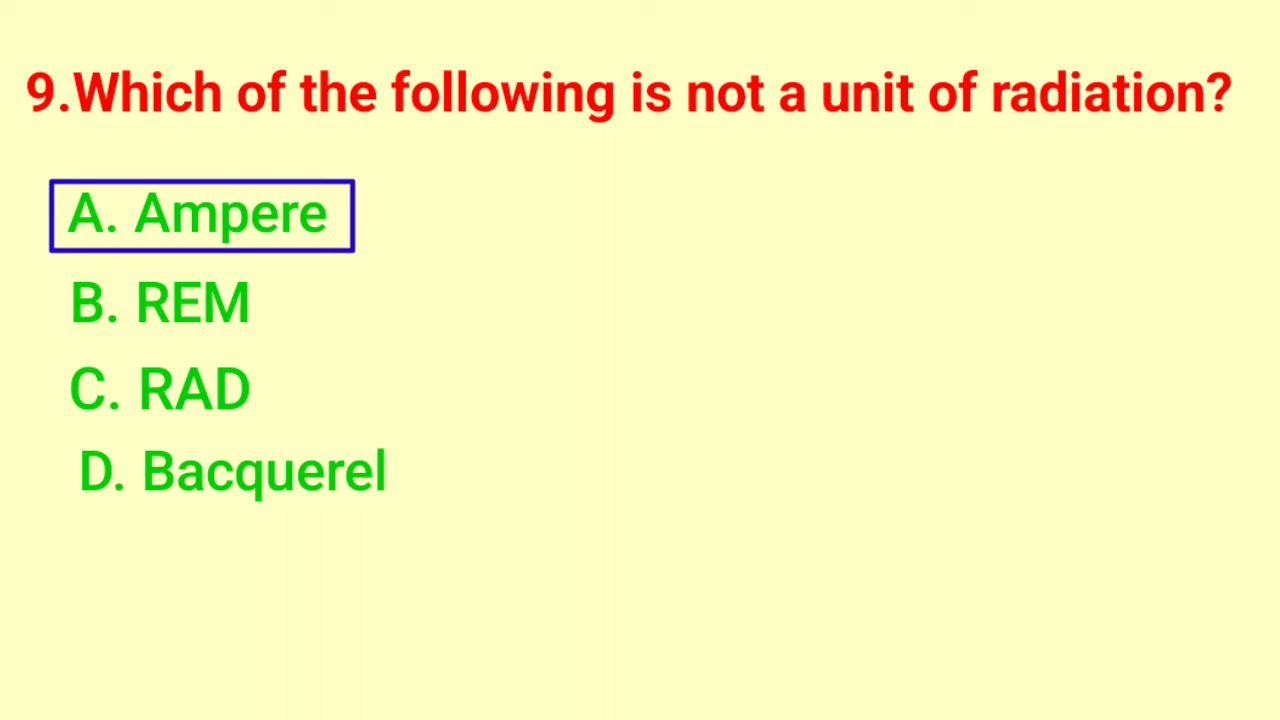 9.Which of the following is not a unit of radiation?
A. Ampere
B. REM
C. RAD
D. Bacquerel